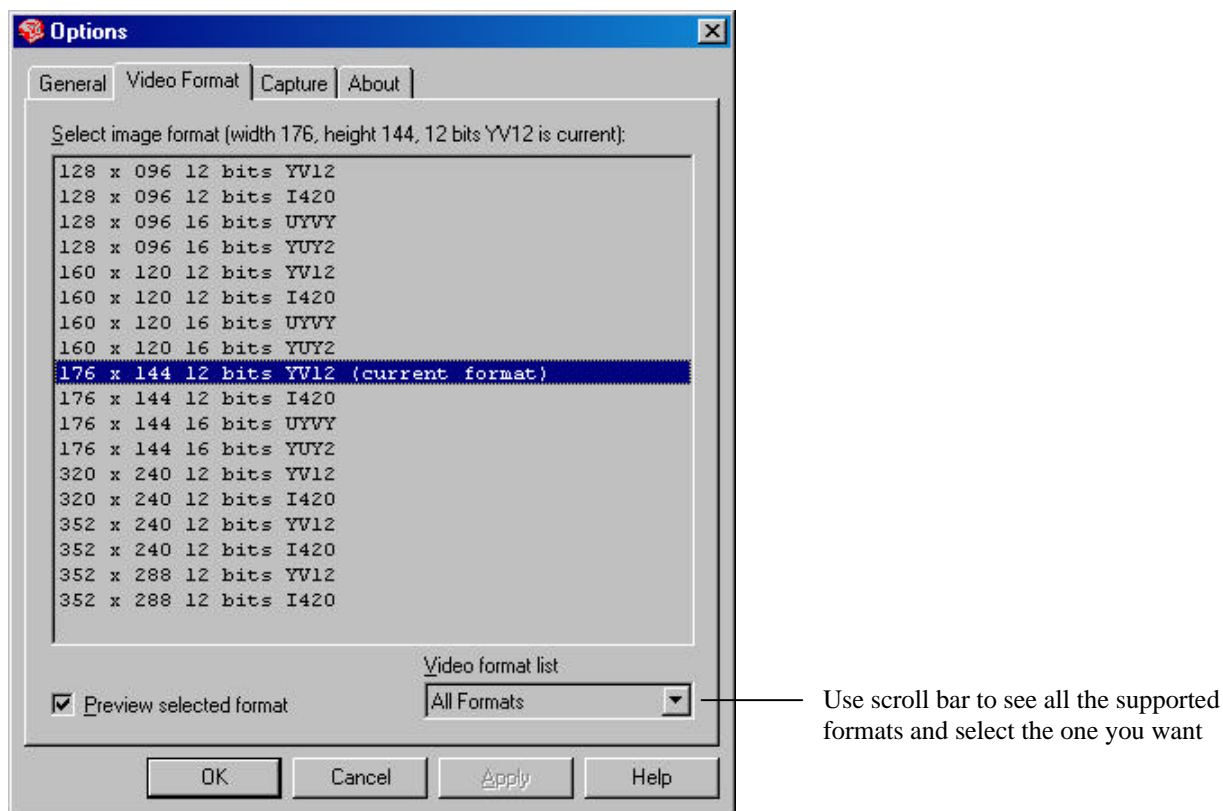 Options
General Video Format Capture About
Select image format (width 176, height 144, 12 bits YV12 is current):
128 x 096 12 bits YV12
128 x 096 12 bits I420
128 x 096 16 bits UYVY
128 x 096 16 bits YUY2
160 x 120 12 bits YV12
160 x 120 12 bits I420
160 x 120 16 bits UYVY
160 x 120 16 bits YUY2
176 x 144 12 bits YV12 (current format)
176 x 144 12 bits I420
176 x 144 16 bits UYVY
176 x 144 16 bits YUY2
320 x 240 12 bits YV12
320 x 240 12 bits I420
352 x 240 12 bits YV12
352 x 240 12 bits I420
352 x 288 12 bits YV12
352 x 288 12 bits I420
Video format list
Preview selected format
All Formats
Use scroll bar to see all the supported
formats and select the one you want
OK Cancel Apply Help